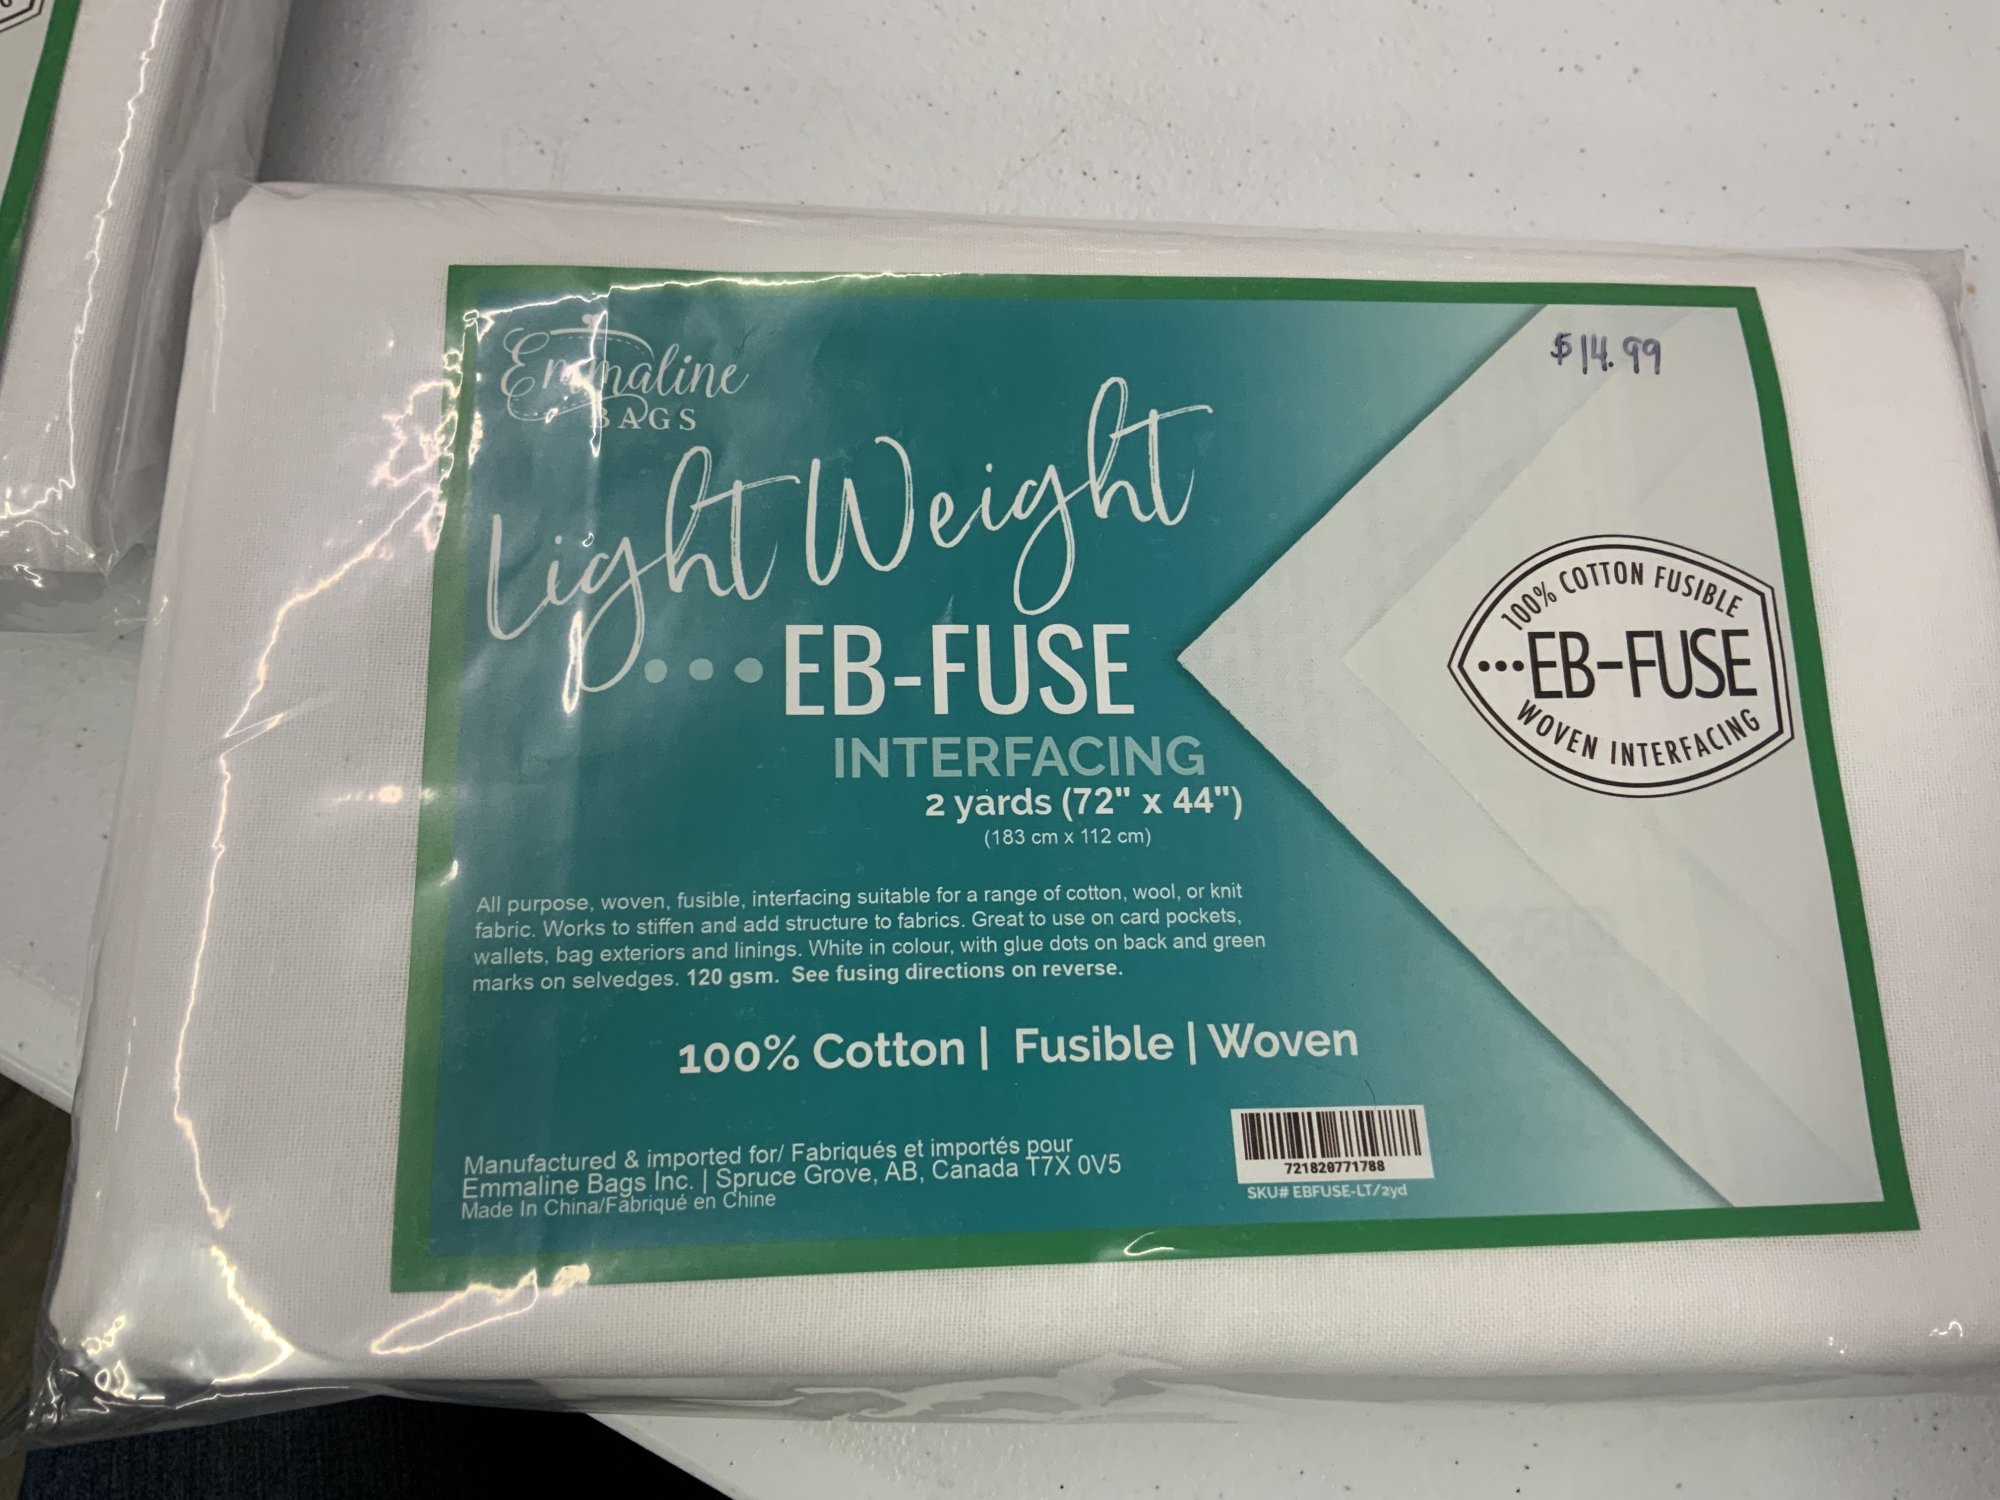 Emmaline
BAGS
$14.99
Light Weight
EB-FUSE
INTERFACING
2 yards (72" x 44")
(183 cm x 112 cm)
100% COTTON FUSIBLE
EB-FUSE
WOVEN INTERFACING
All purpose, woven, fusible, interfacing suitable for a range of cotton, wool, or knit
fabric. Works to stiffen and add structure to fabrics. Great to use on card pockets,
wallets, bag exteriors and linings. White in colour, with glue dots on back and green
marks on selvedges. 120 gsm. See fusing directions on reverse.
100% Cotton | Fusible | Woven
Manufactured & imported for/ Fabriqués et importés pour
Emmaline Bags Inc. | Spruce Grove, AB, Canada T7X 0V5
Made In China/Fabriqué en Chine
721820771788
SKU# EBFUSE-LT/2yd